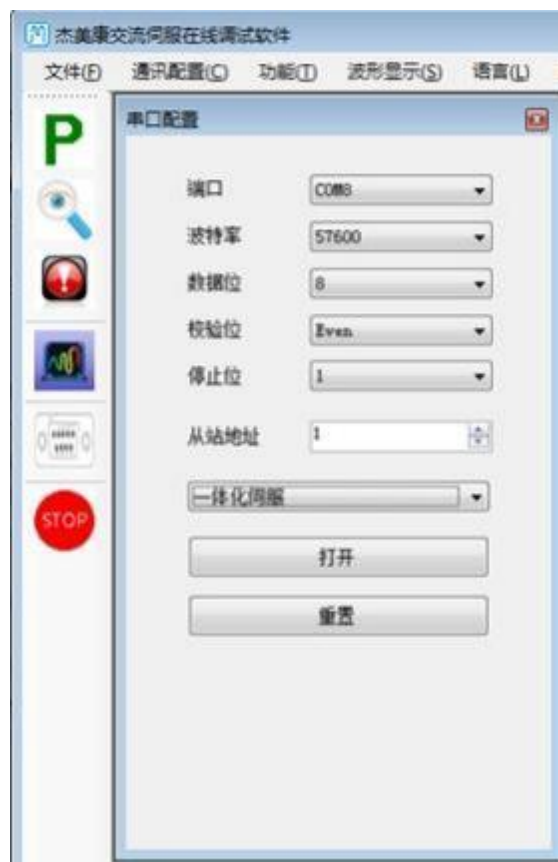 杰美康交流伺服在线调试软件
文件(F) 通讯配置(C) 功能(T) 波形显示(S) 语言(L)
串口配置
P
端口 COM8
波特率 57600
数据位 8
校验位 Even
停止位 1
从站地址 1
一体化伺服
STOP
打开
重置